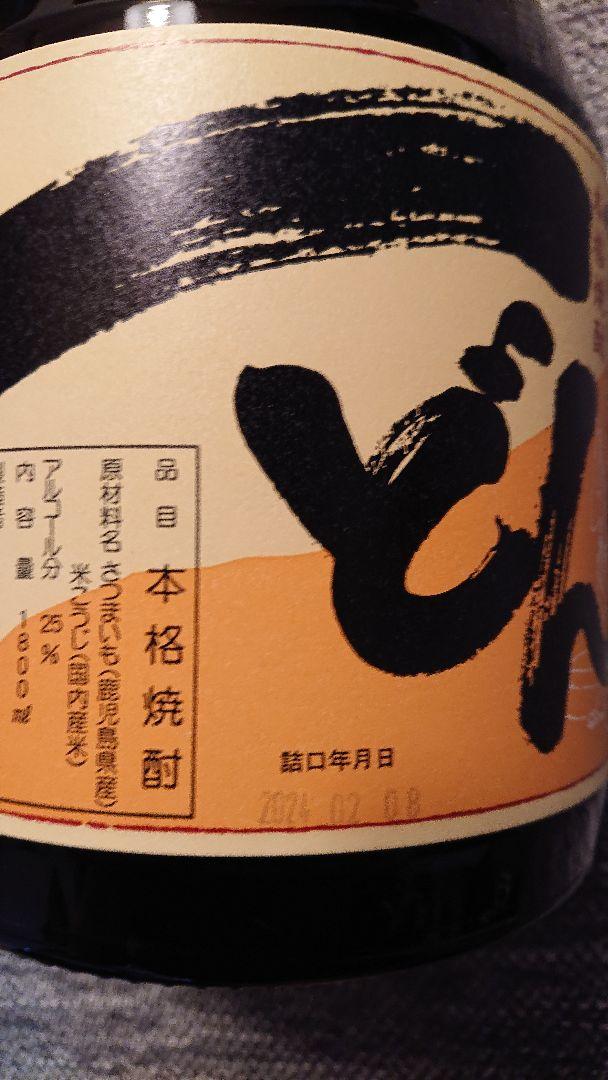 どん
品目 本格焼酎
原材料名 さつまいも(鹿児島県産)
米こうじ(国内産米)
アルコール分 25%
内容量 1800㎖
詰口年月日
2024 02 08